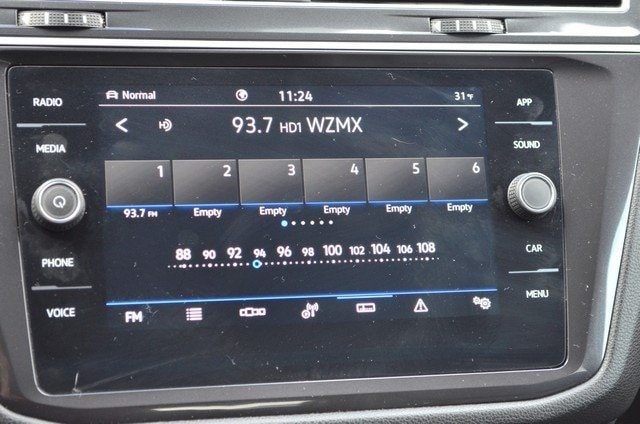 Normal 11:24 31°F
RADIO APP
93.7 HD1 WZMX
MEDIA SOUND
1 2 3 4 5 6
93.7 FM Empty Empty Empty Empty Empty
88 90 92 94 96 98 100 102 104 106 108
PHONE CAR
MENU
VOICE FM